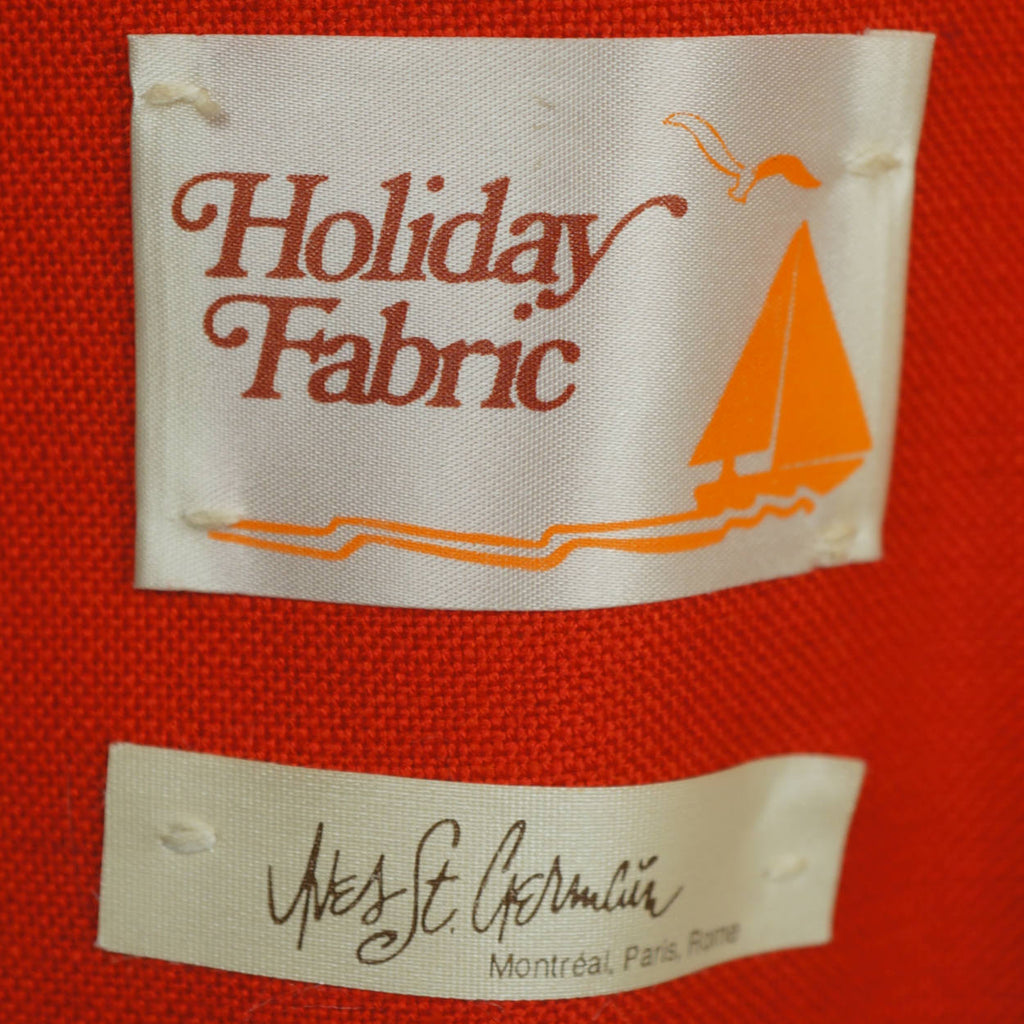 Holiday
Fabric
Yves St. Germain
Montréal, Paris, Rome